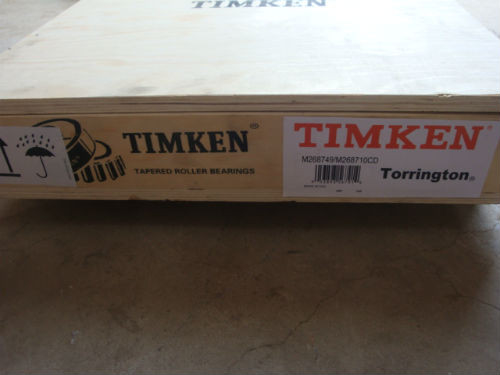 TIMKEN
TIMKEN®
TAPERED ROLLER BEARINGS
TIMKEN®
M268749/M268710CD
Torrington®